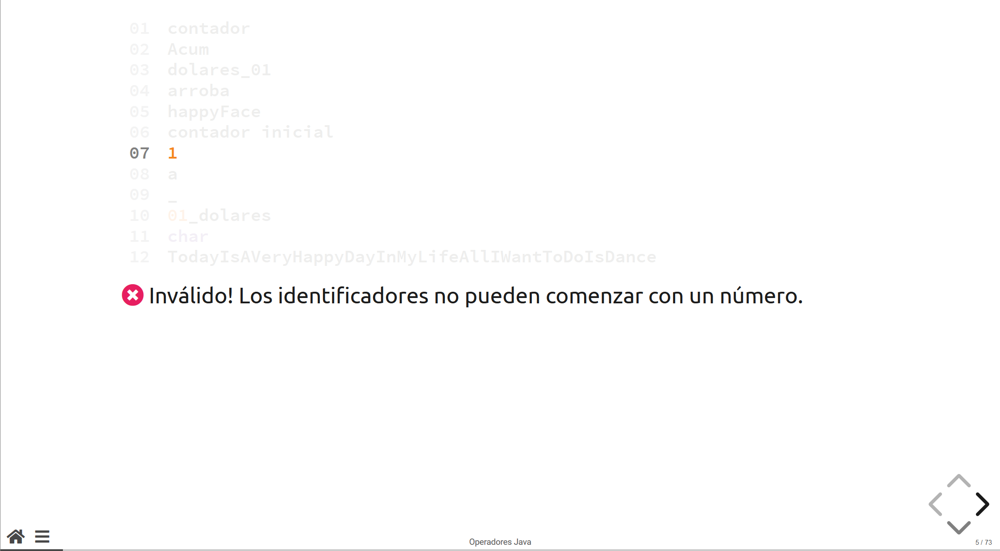 01 contador
02 Acum
03 dolares_01
04 arroba
05 happyFace
06 contador inicial
07 1
08 a
09 _
10 01_dolares
11 char
12 TodayIsAVeryHappyDayInMyLifeAllIWantToDoIsDance
Inválido! Los identificadores no pueden comenzar con un número.
Operadores Java
5 / 73